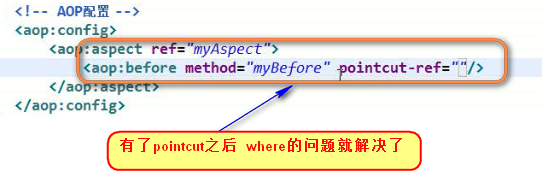 <!-- AOP配置 -->
<aop:config>
<aop:aspect ref="myAspect">
<aop:before method="myBefore" pointcut-ref=""/>
</aop:aspect>
</aop:config>
有了pointcut之后 where的问题就解决了